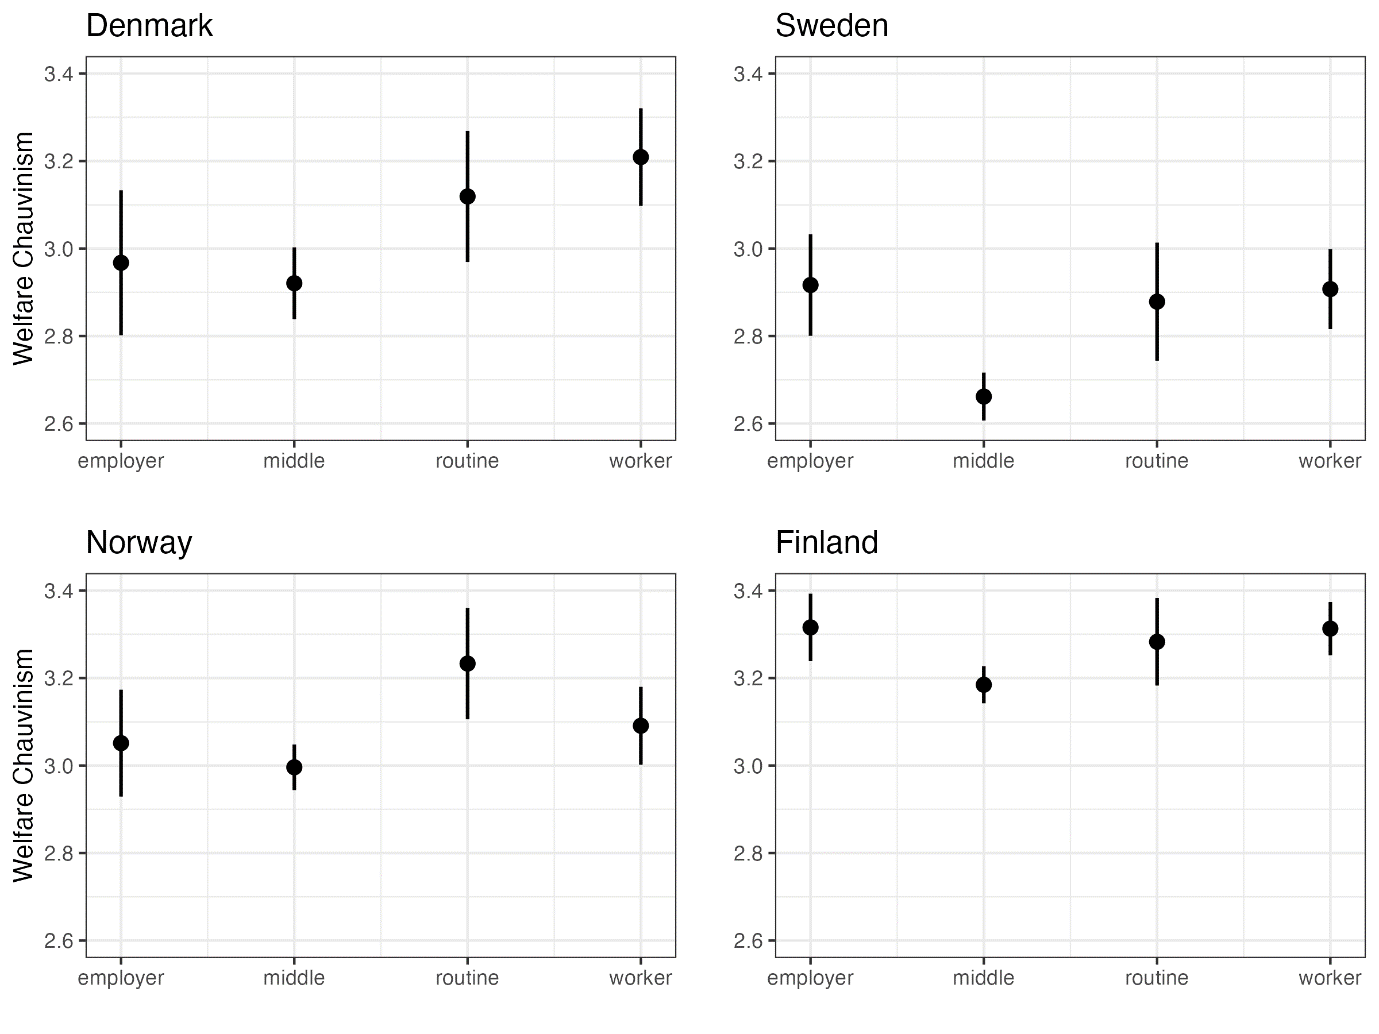 Denmark
Welfare Chauvinism
3.4
3.2
3.0
2.8
2.6
employer middle routine worker
Sweden
3.4
3.2
3.0
2.8
2.6
employer middle routine worker
Norway
Welfare Chauvinism
3.4
3.2
3.0
2.8
2.6
employer middle routine worker
Finland
3.4
3.2
3.0
2.8
2.6
employer middle routine worker